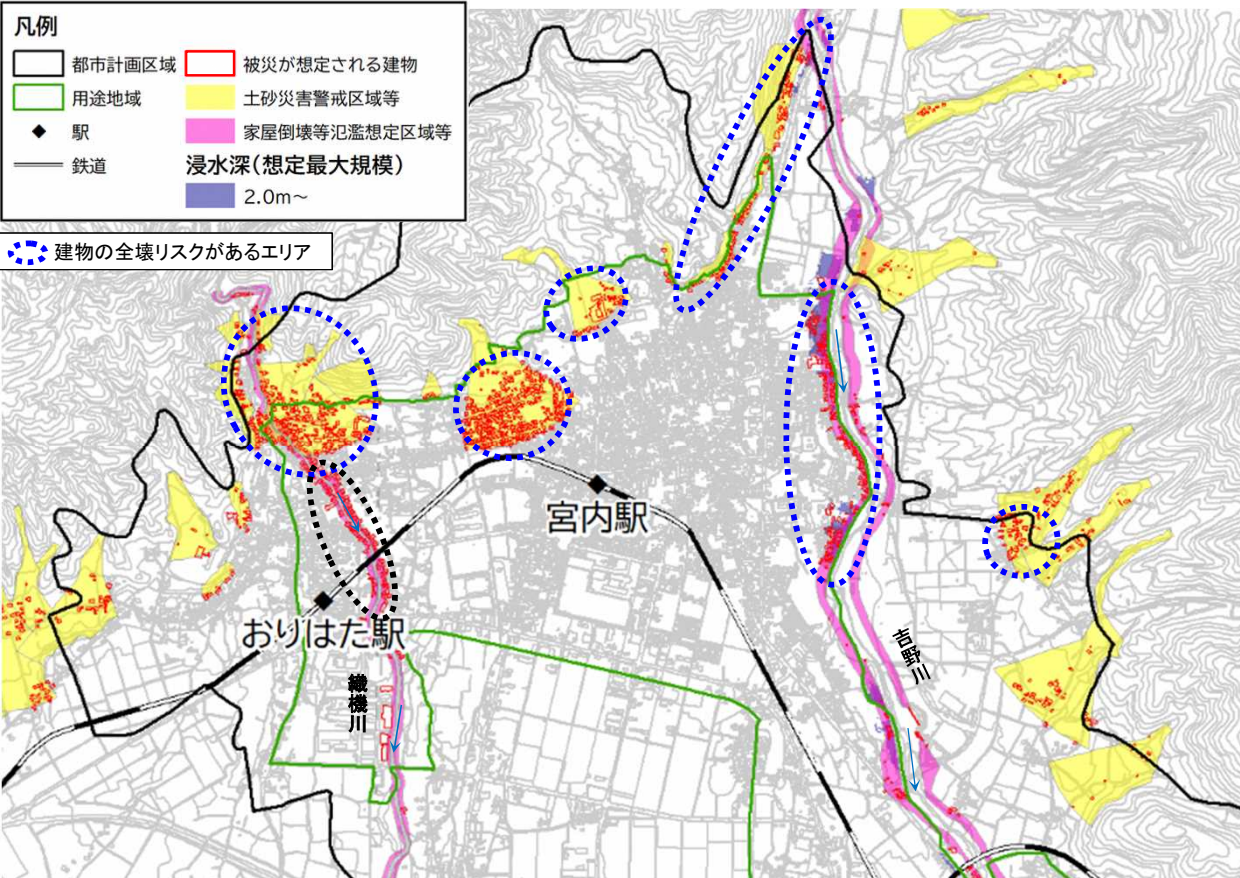 凡例
都市計画区域
被災が想定される建物
用途地域
土砂災害警戒区域等
駅
家屋倒壊等氾濫想定区域等
鉄道
浸水深(想定最大規模)
2.0m～
建物の全壊リスクがあるエリア
宮内駅
おりはた駅
吉野川
織機川